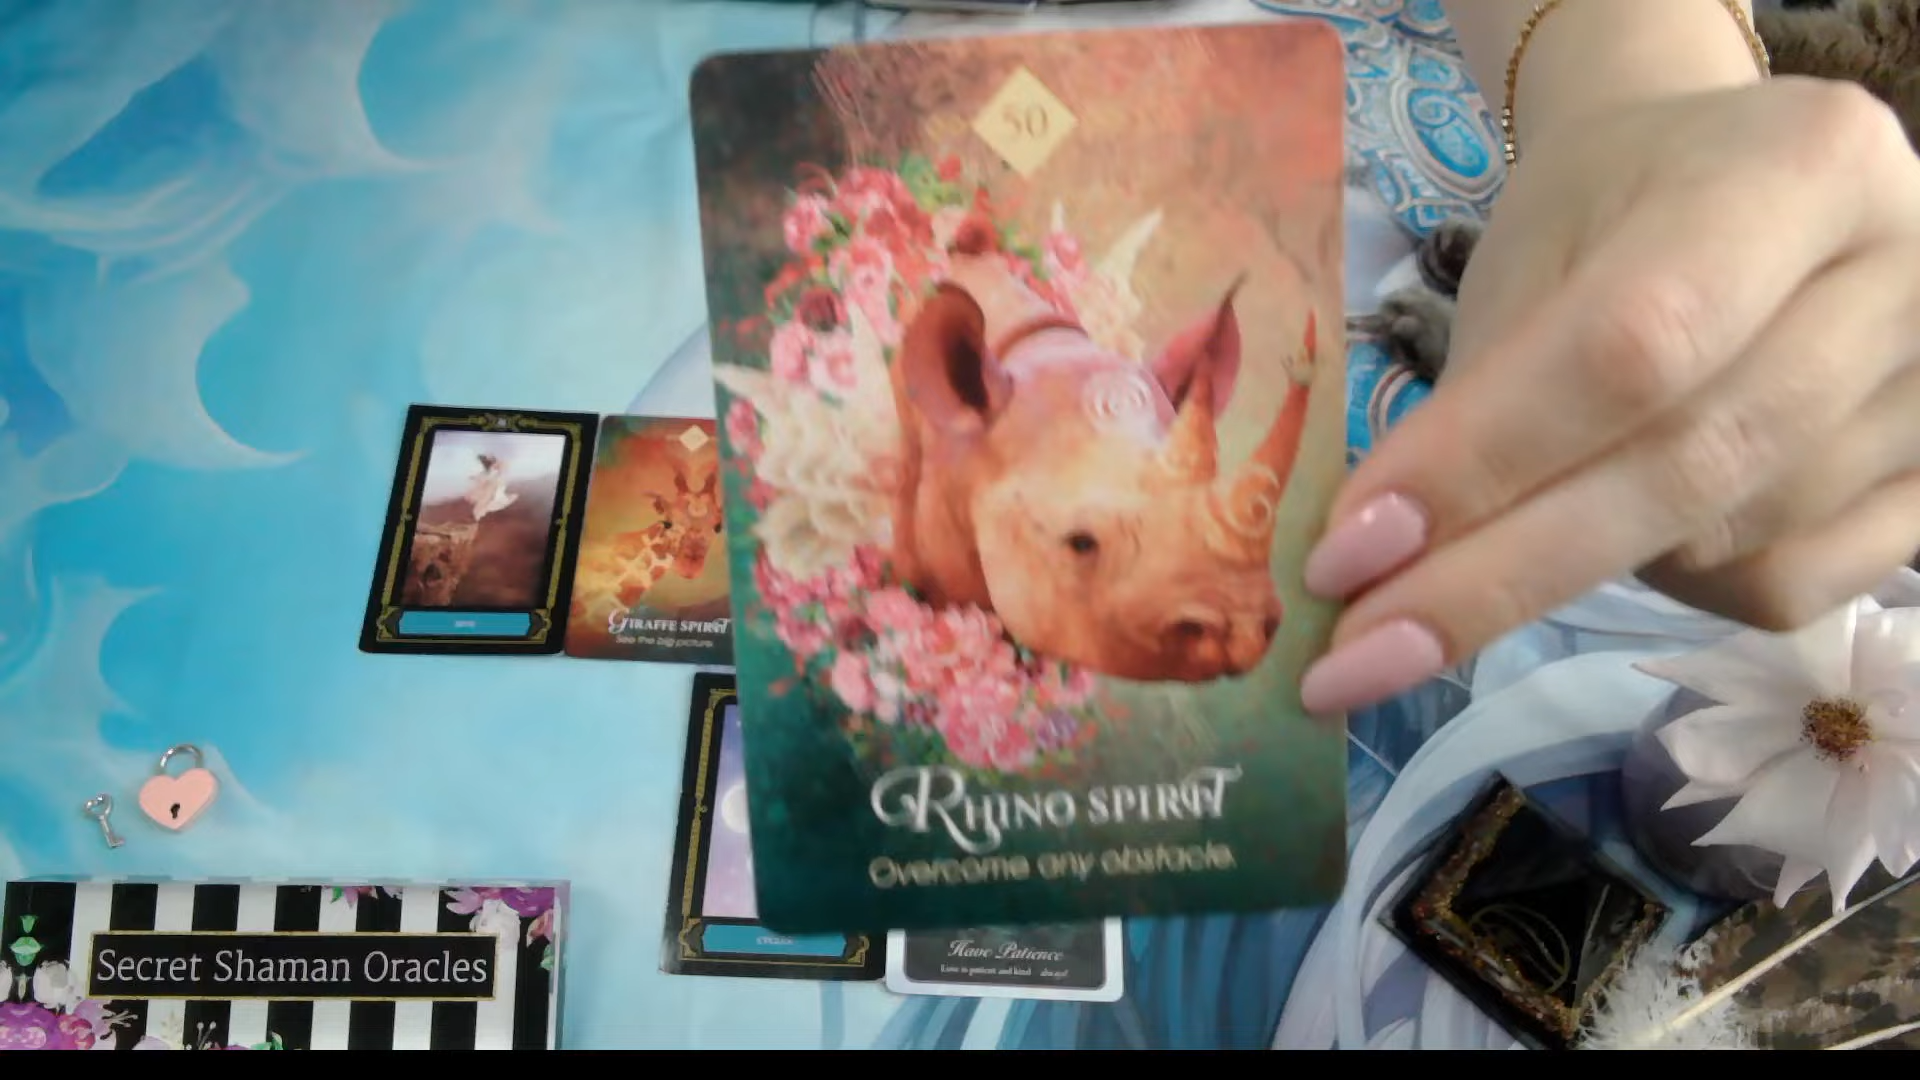 50
RHINO SPIRIT
Overcome any obstacle.
GIRAFFE SPIRIT
See the big picture.
Have Patience
Love is patient and kind always!
Secret Shaman Oracles